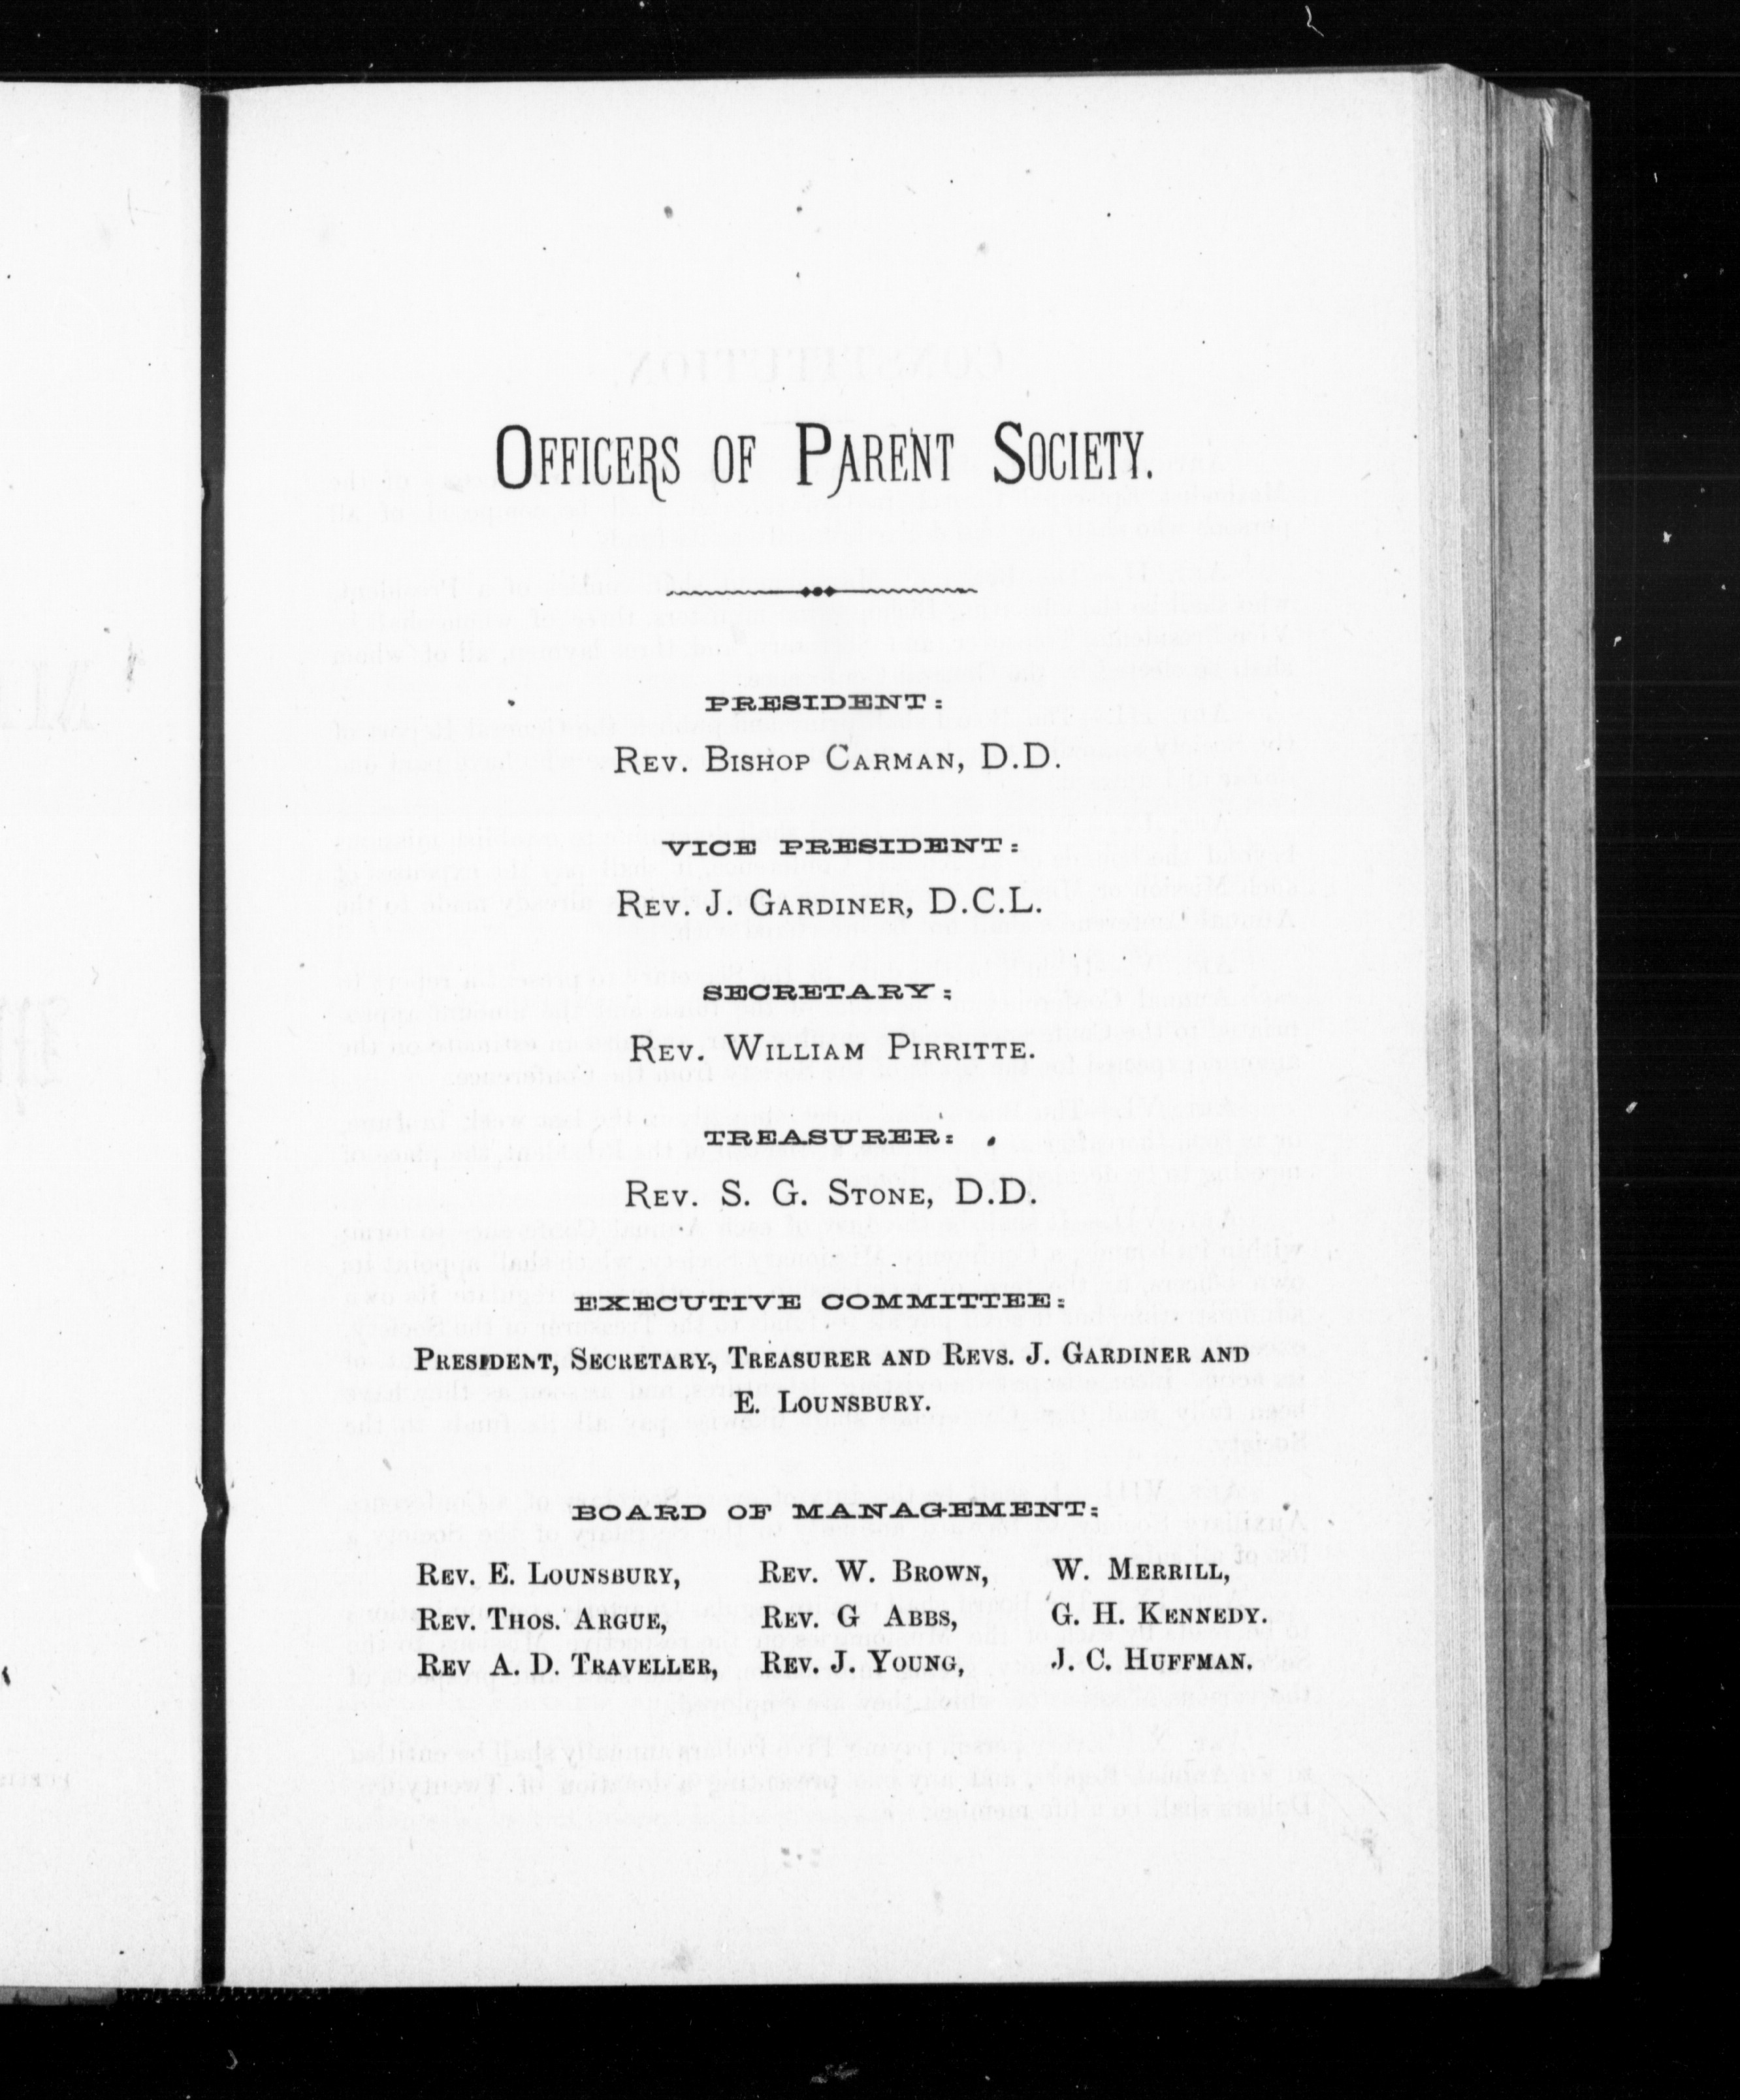 OFFICERS OF PARENT SOCIETY.
PRESIDENT:
REV. BISHOP CARMAN, D.D.
VICE PRESIDENT:
REV. J. GARDINER, D.C.L.
SECRETARY:
REV. WILLIAM PIRRITTE.
TREASURER:
REV. S. G. STONE, D.D.
EXECUTIVE COMMITTEE:
PRESIDENT, SECRETARY, TREASURER AND REVS. J. GARDINER AND
E. LOUNSBURY.
BOARD OF MANAGEMENT:
REV. E. LOUNSBURY, REV. W. BROWN, W. MERRILL,
REV. THOS. ARGUE, REV. G ABBS, G. H. KENNEDY.
REV A. D. TRAVELLER, REV. J. YOUNG, J. C. HUFFMAN.